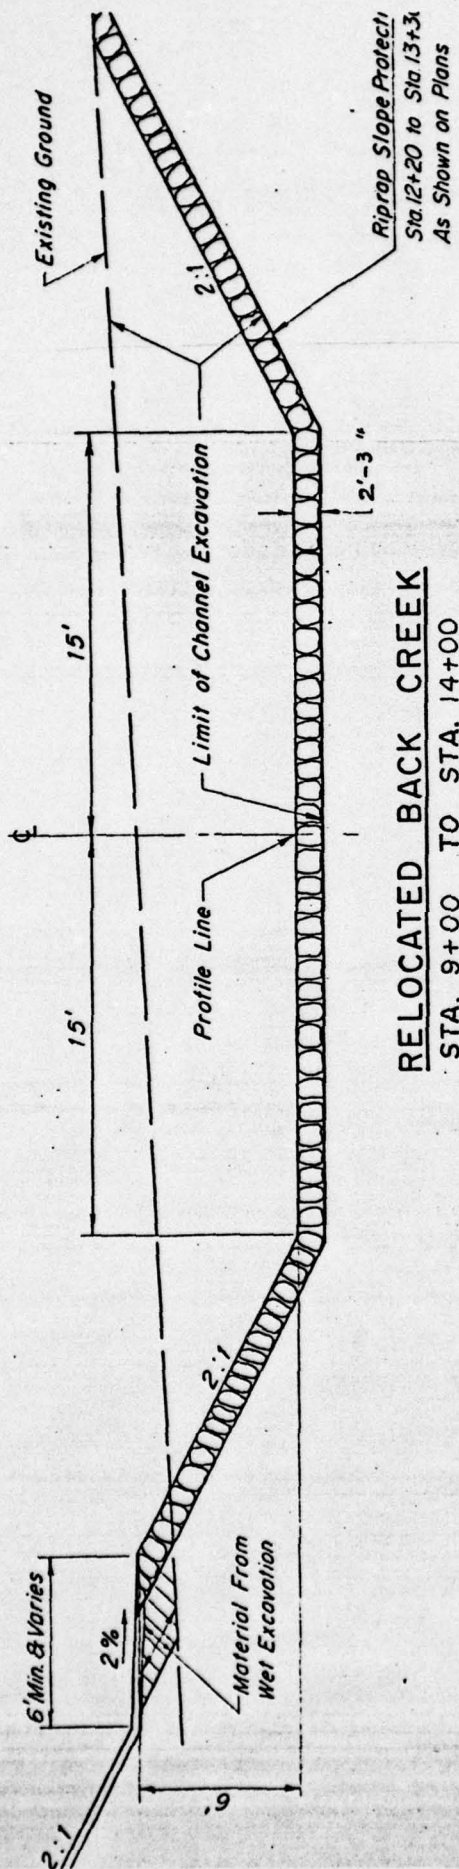 2:1
6' Min. & Varies
2%
Material From
Wet Excavation
6'
2:1
15'
15'
℄
Profile Line
Limit of Channel Excavation
Existing Ground
2:1
2'-3"
Riprap Slope Protecti
Sta. 12+20 to Sta. 13+3
As Shown on Plans
RELOCATED BACK CREEK
STA. 9+00 TO STA. 14+00